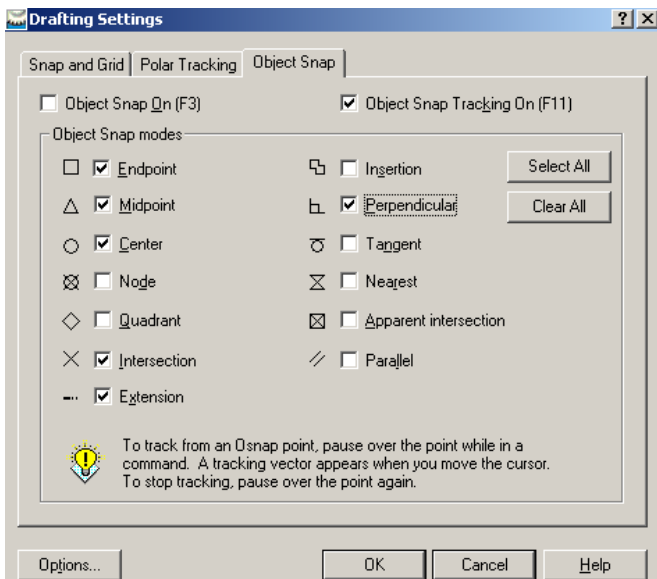 Drafting Settings
Snap and Grid Polar Tracking Object Snap
Object Snap On (F3) Object Snap Tracking On (F11)
Object Snap modes
Endpoint Insertion Select All
Midpoint Perpendicular Clear All
Center Tangent
Node Nearest
Quadrant Apparent intersection
Intersection Parallel
Extension
To track from an Osnap point, pause over the point while in a
command. A tracking vector appears when you move the cursor.
To stop tracking, pause over the point again.
Options... OK Cancel Help